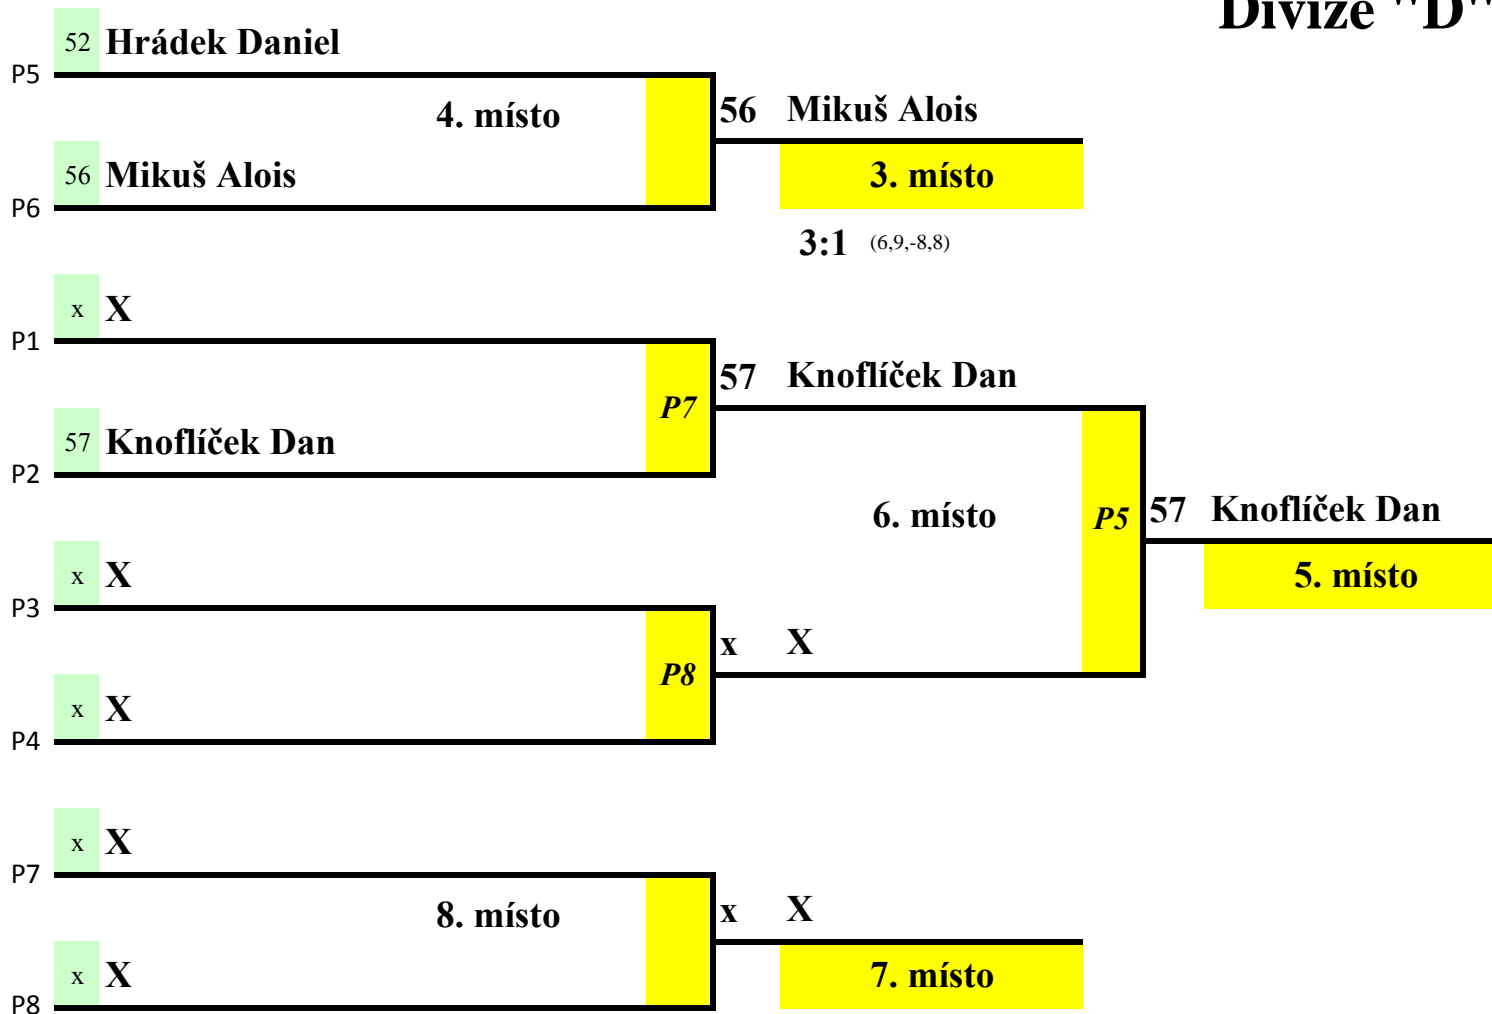 Divize "D"
52 Hrádek Daniel
P5
4. místo
56 Mikuš Alois
56 Mikuš Alois
3. místo
P6
3:1 (6,9,-8,8)
x X
P1
57 Knoflíček Dan
P7
57 Knoflíček Dan
P2
6. místo
P5
57 Knoflíček Dan
x X
5. místo
P3
x X
P8
x X
P4
x X
P7
8. místo
x X
x X
7. místo
P8